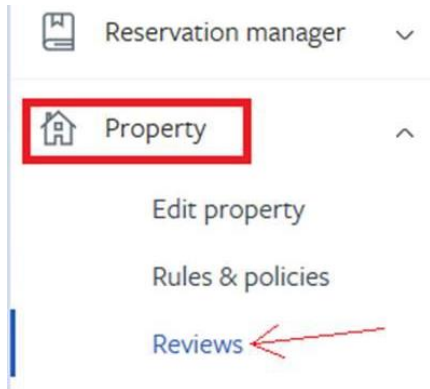 Reservation manager
Property
Edit property
Rules & policies
Reviews